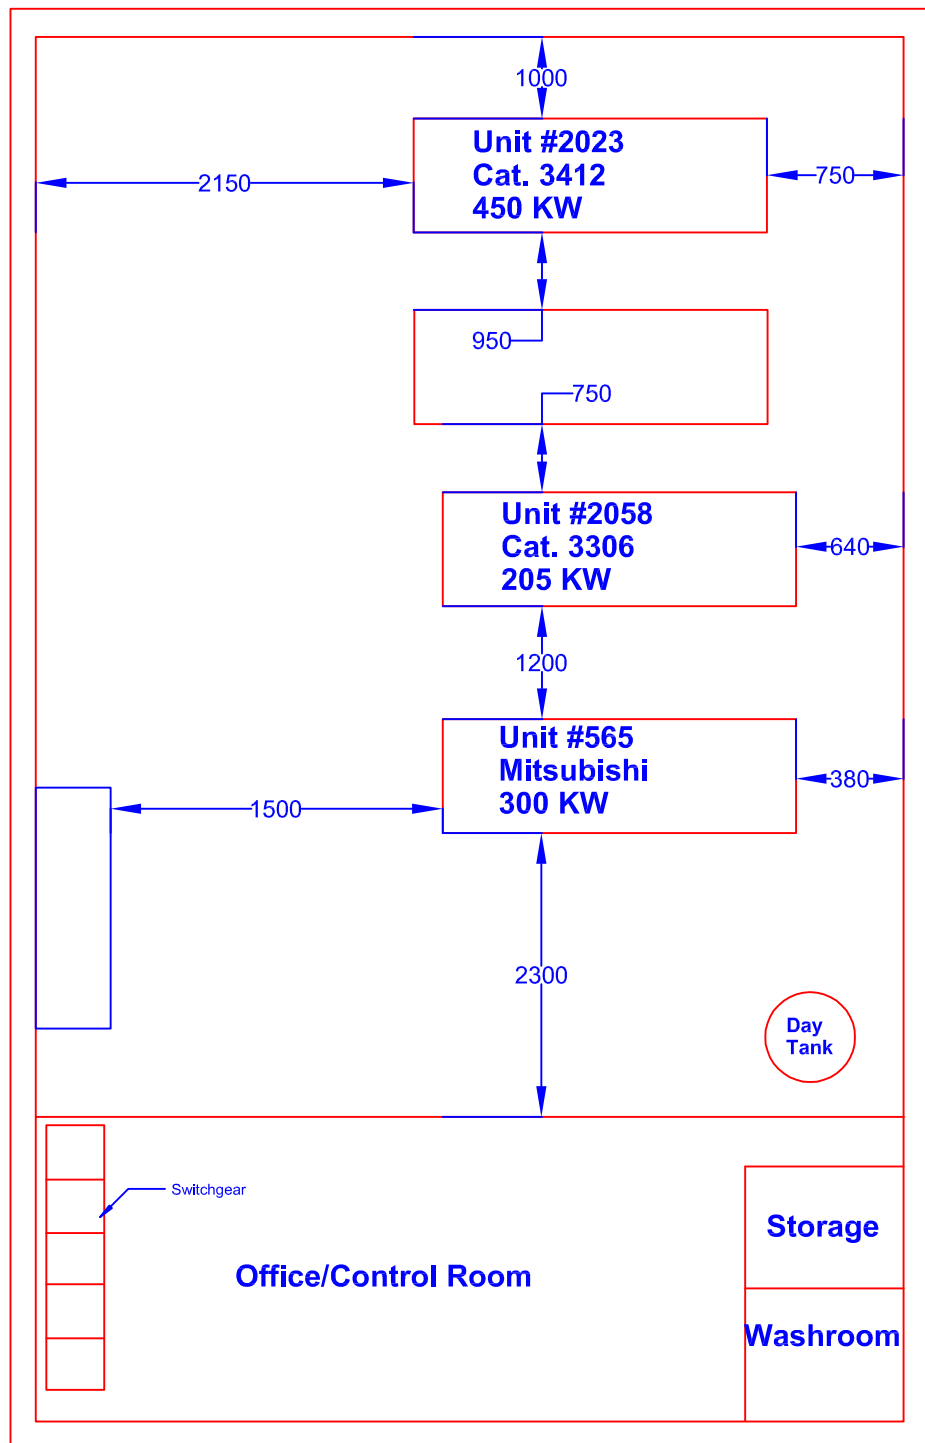 1000
Unit #2023
Cat. 3412
450 KW
2150
750
950
750
Unit #2058
Cat. 3306
205 KW
640
1200
Unit #565
Mitsubishi
300 KW
380
1500
2300
Day
Tank
Switchgear
Storage
Office/Control Room
Washroom